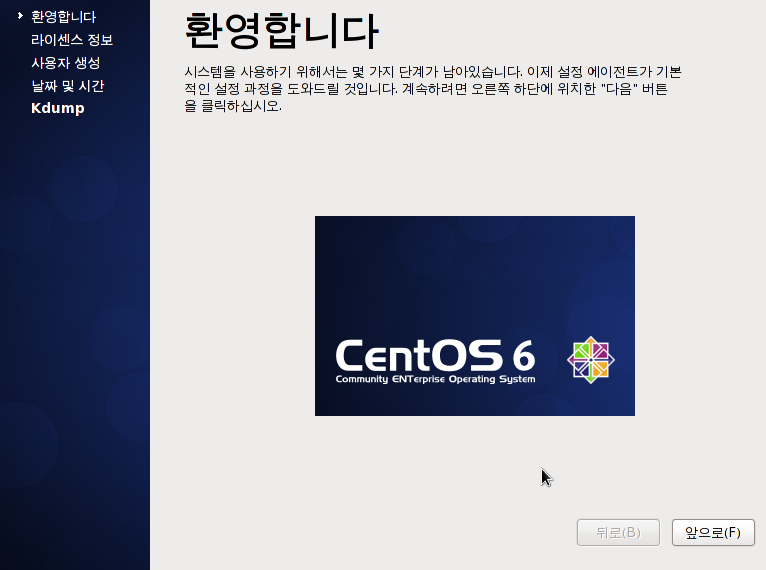 환영합니다
라이센스 정보
사용자 생성
날짜 및 시간
Kdump
환영합니다
시스템을 사용하기 위해서는 몇 가지 단계가 남아있습니다. 이제 설정 에이전트가 기본
적인 설정 과정을 도와드릴 것입니다. 계속하려면 오른쪽 하단에 위치한 "다음" 버튼
을 클릭하십시오.
CentOS 6
Community ENTerprise Operating System
뒤로(B)
앞으로(F)